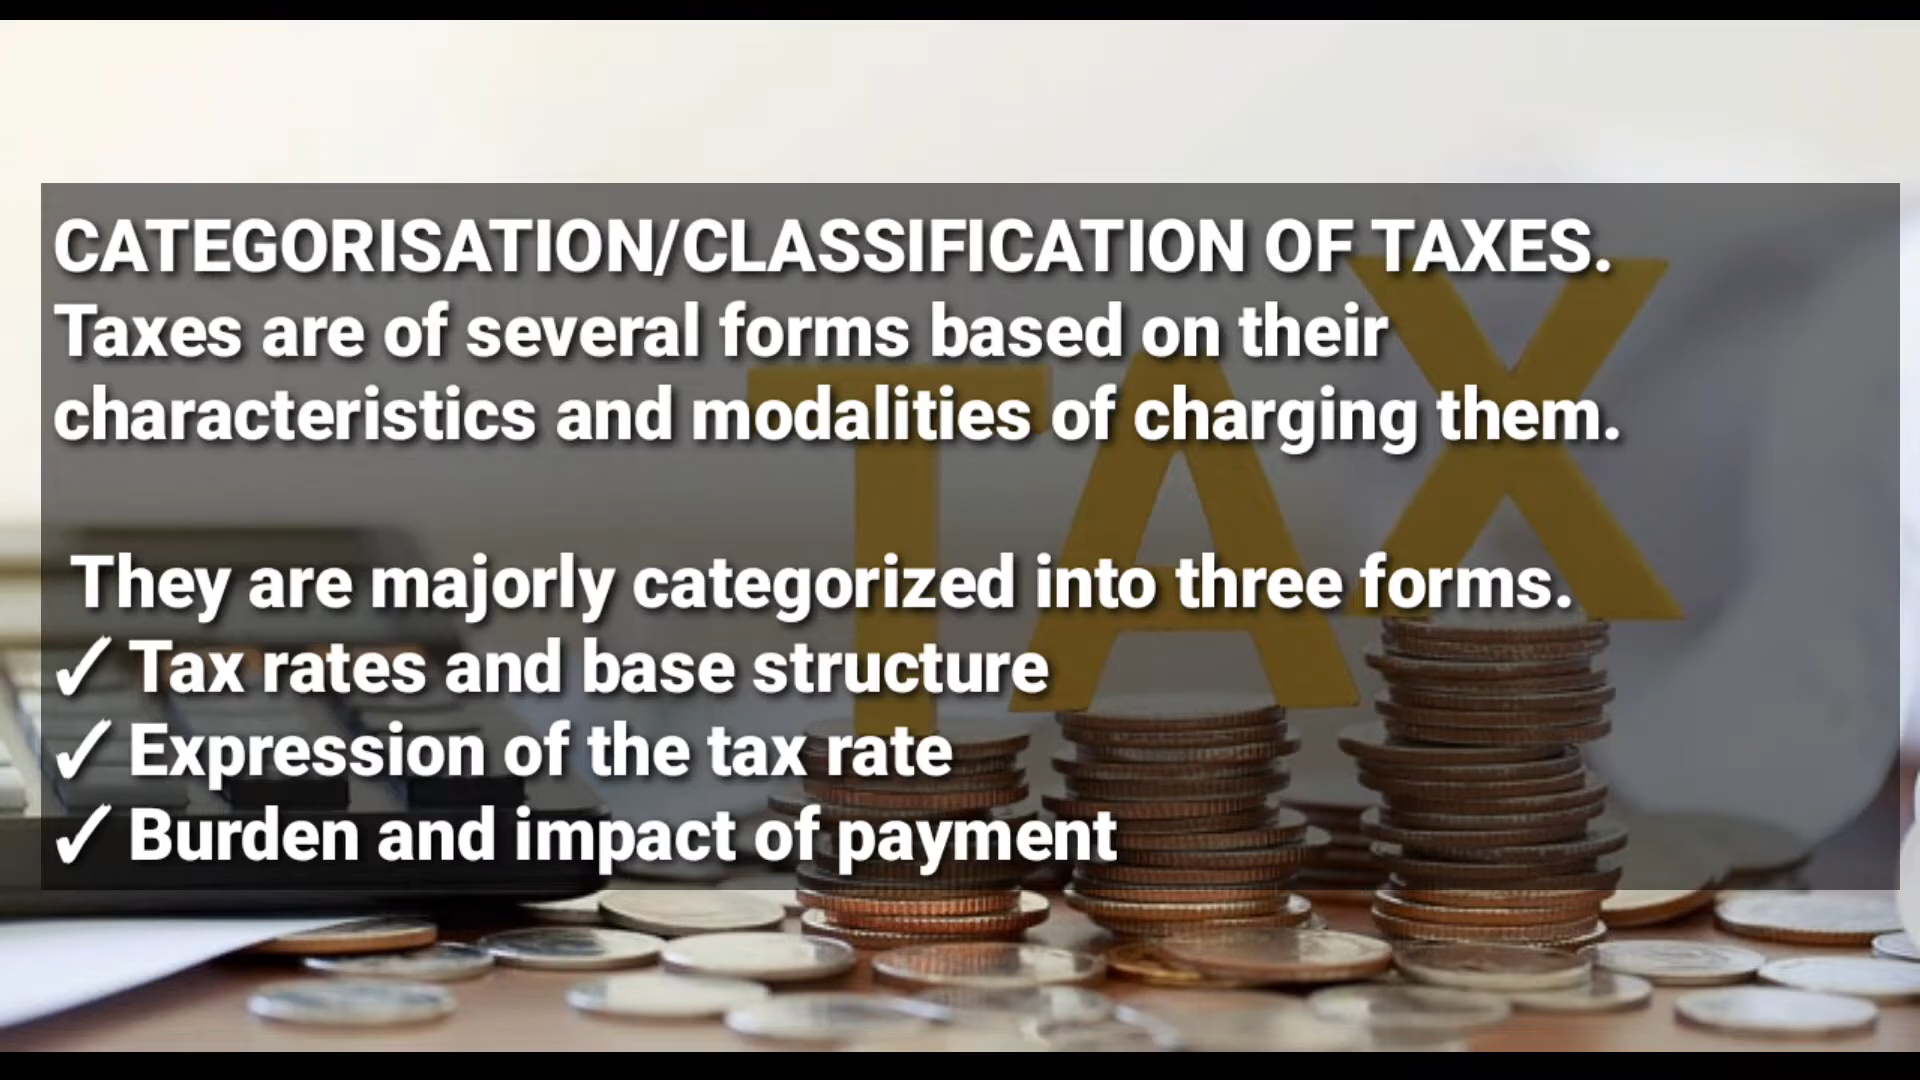 CATEGORISATION/CLASSIFICATION OF TAXES.
Taxes are of several forms based on their
characteristics and modalities of charging them.
TAX
They are majorly categorized into three forms.
✓ Tax rates and base structure
✓ Expression of the tax rate
✓ Burden and impact of payment